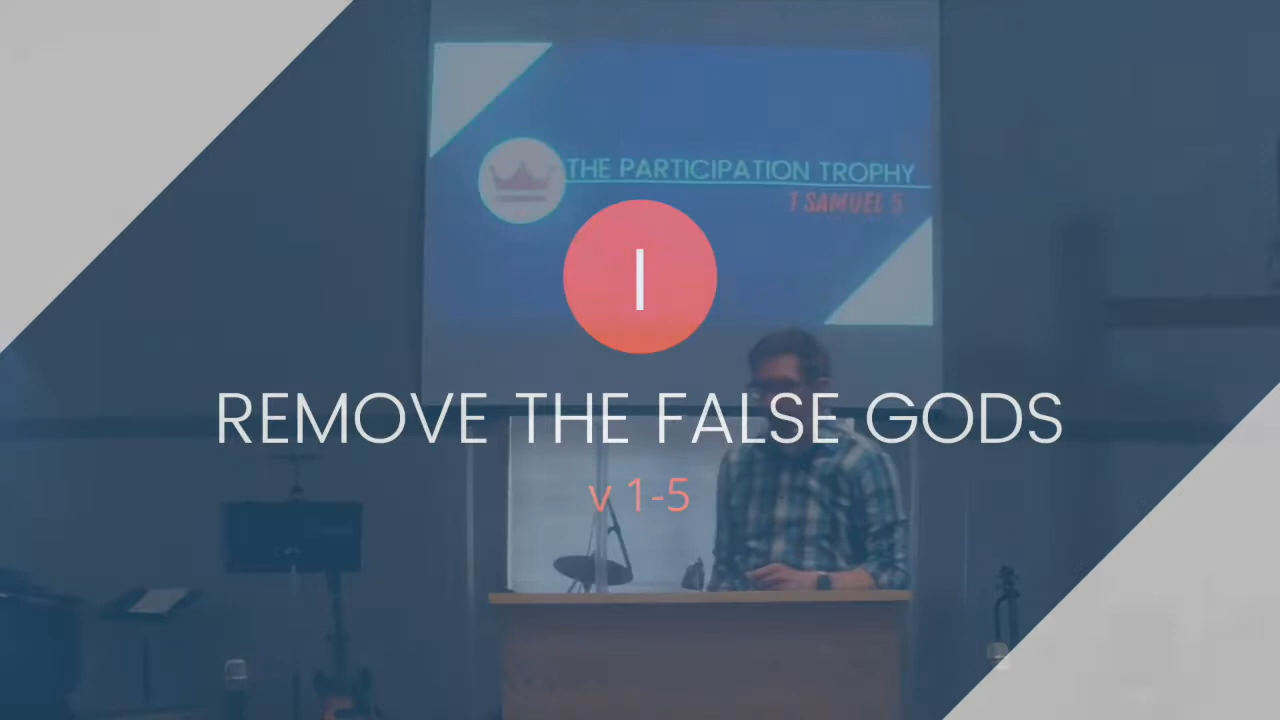 THE PARTICIPATION TROPHY
1 SAMUEL 5
I
REMOVE THE FALSE GODS
v 1-5